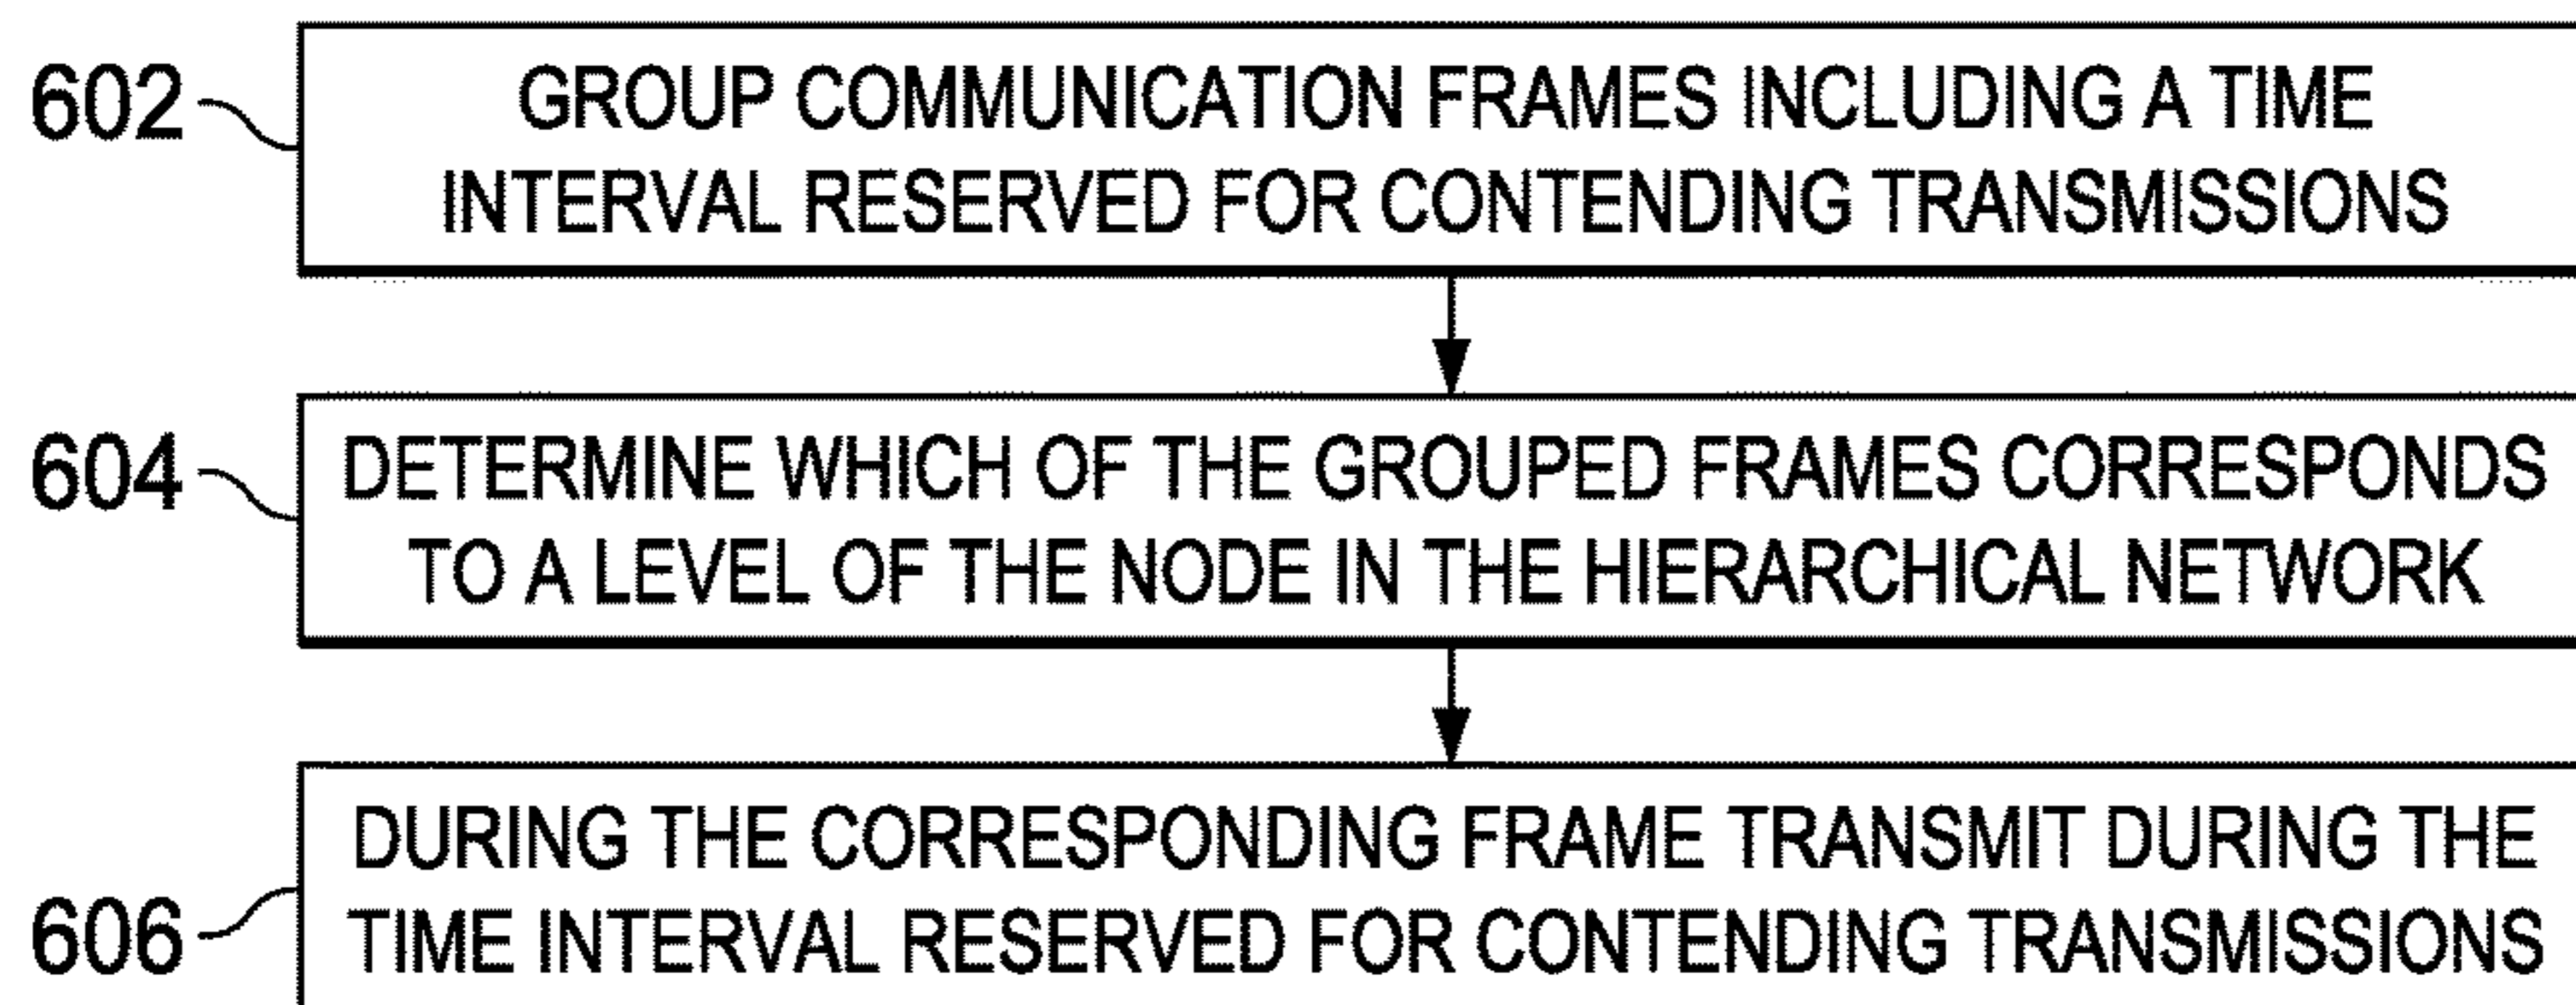 602
GROUP COMMUNICATION FRAMES INCLUDING A TIME
INTERVAL RESERVED FOR CONTENDING TRANSMISSIONS
604
DETERMINE WHICH OF THE GROUPED FRAMES CORRESPONDS
TO A LEVEL OF THE NODE IN THE HIERARCHICAL NETWORK
606
DURING THE CORRESPONDING FRAME TRANSMIT DURING THE
TIME INTERVAL RESERVED FOR CONTENDING TRANSMISSIONS